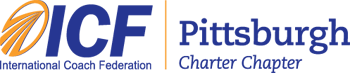 ICF
International Coach Federation
Pittsburgh
Charter Chapter